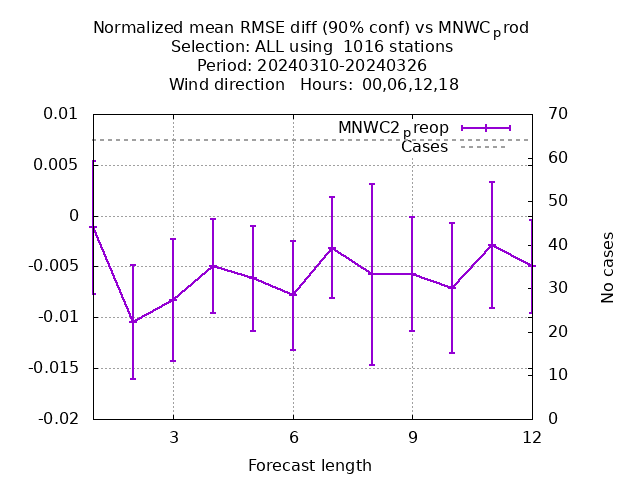 Normalized mean RMSE diff (90% conf) vs MNWCprod
Selection: ALL using  1016 stations
Period: 20240310-20240326
Wind direction   Hours:  00,06,12,18
0.01
0.005
0
-0.005
-0.01
-0.015
-0.02
MNWC2preop
Cases
70
60
50
40
30
20
10
0
No cases
3 6 9 12
Forecast length